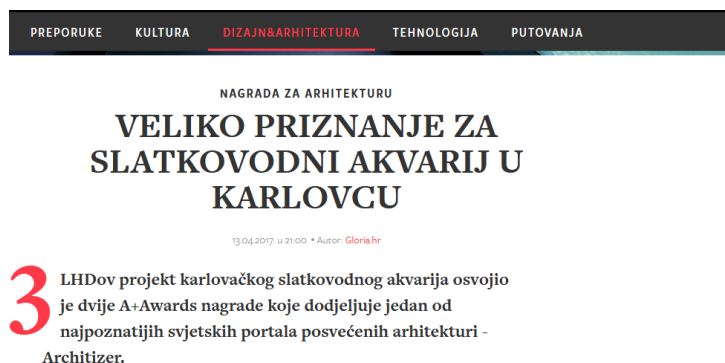 PREPORUKE KULTURA DIZAJN&ARHITEKTURA TEHNOLOGIJA PUTOVANJA
NAGRADA ZA ARHITEKTURU
VELIKO PRIZNANJE ZA
SLATKOVODNI AKVARIJ U
KARLOVCU
13.04.2017. u 21:00 • Autor: Gloria.hr
3LHDov projekt karlovačkog slatkovodnog akvarija osvojio
je dvije A+Awards nagrade koje dodjeljuje jedan od
najpoznatijih svjetskih portala posvećenih arhitekturi -
Architizer.